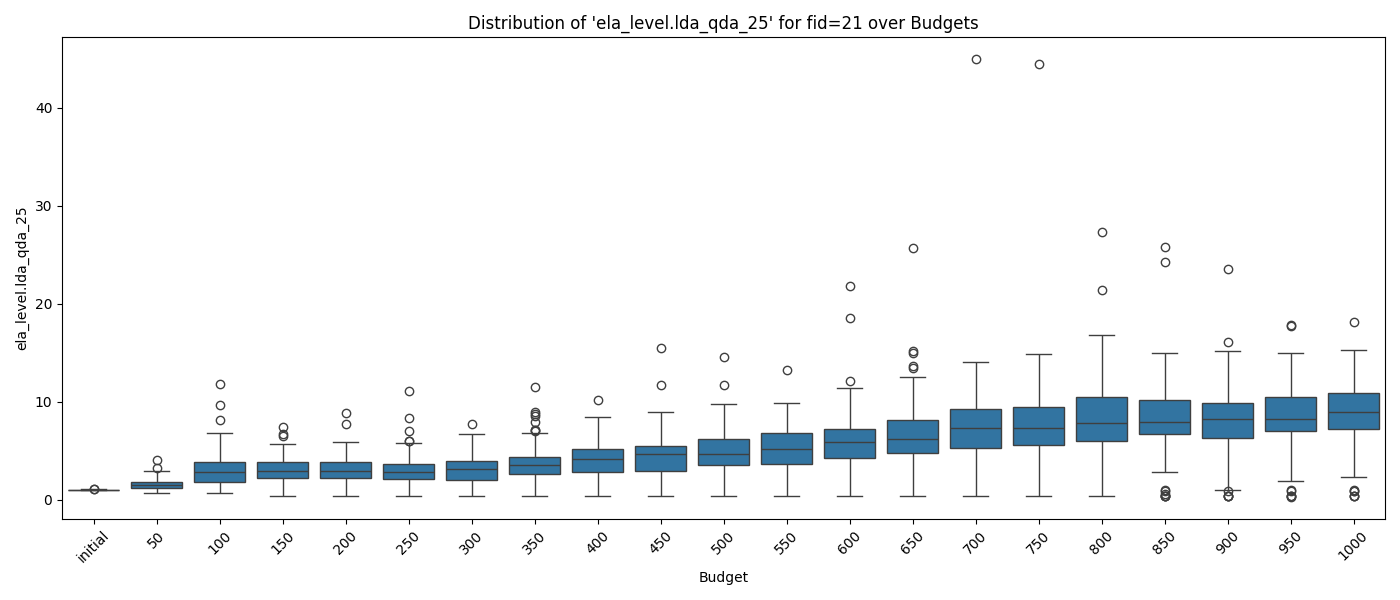 Distribution of 'ela_level.lda_qda_25' for fid=21 over Budgets
ela_level.lda_qda_25
40
30
20
10
0
initial 50 100 150 200 250 300 350 400 450 500 550 600 650 700 750 800 850 900 950 1000
Budget